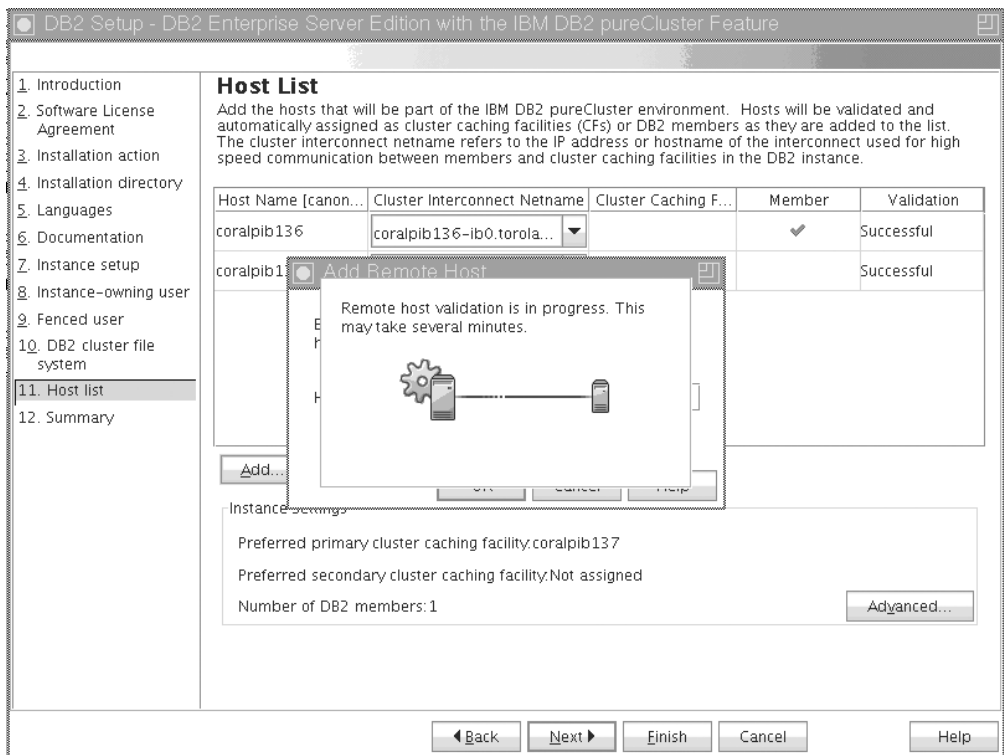 DB2 Setup - DB2 Enterprise Server Edition with the IBM DB2 pureCluster Feature
1. Introduction
2. Software License
Agreement
3. Installation action
4. Installation directory
5. Languages
6. Documentation
7. Instance setup
8. Instance-owning user
9. Fenced user
10. DB2 cluster file
system
11. Host list
12. Summary
Host List
Add the hosts that will be part of the IBM DB2 pureCluster environment. Hosts will be validated and
automatically assigned as cluster caching facilities (CFs) or DB2 members as they are added to the list.
The cluster interconnect netname refers to the IP address or hostname of the interconnect used for high
speed communication between members and cluster caching facilities in the DB2 instance.
Host Name [canon... Cluster Interconnect Netname Cluster Caching F... Member Validation
coralpib136 coralpib136-ib0.torola... Successful
coralpib1 Successful
Add Remote Host
Remote host validation is in progress. This
may take several minutes.
Add...
Instance Settings
Preferred primary cluster caching facility:coralpib137
Preferred secondary cluster caching facility:Not assigned
Number of DB2 members:1
Advanced...
Back Next Finish Cancel Help